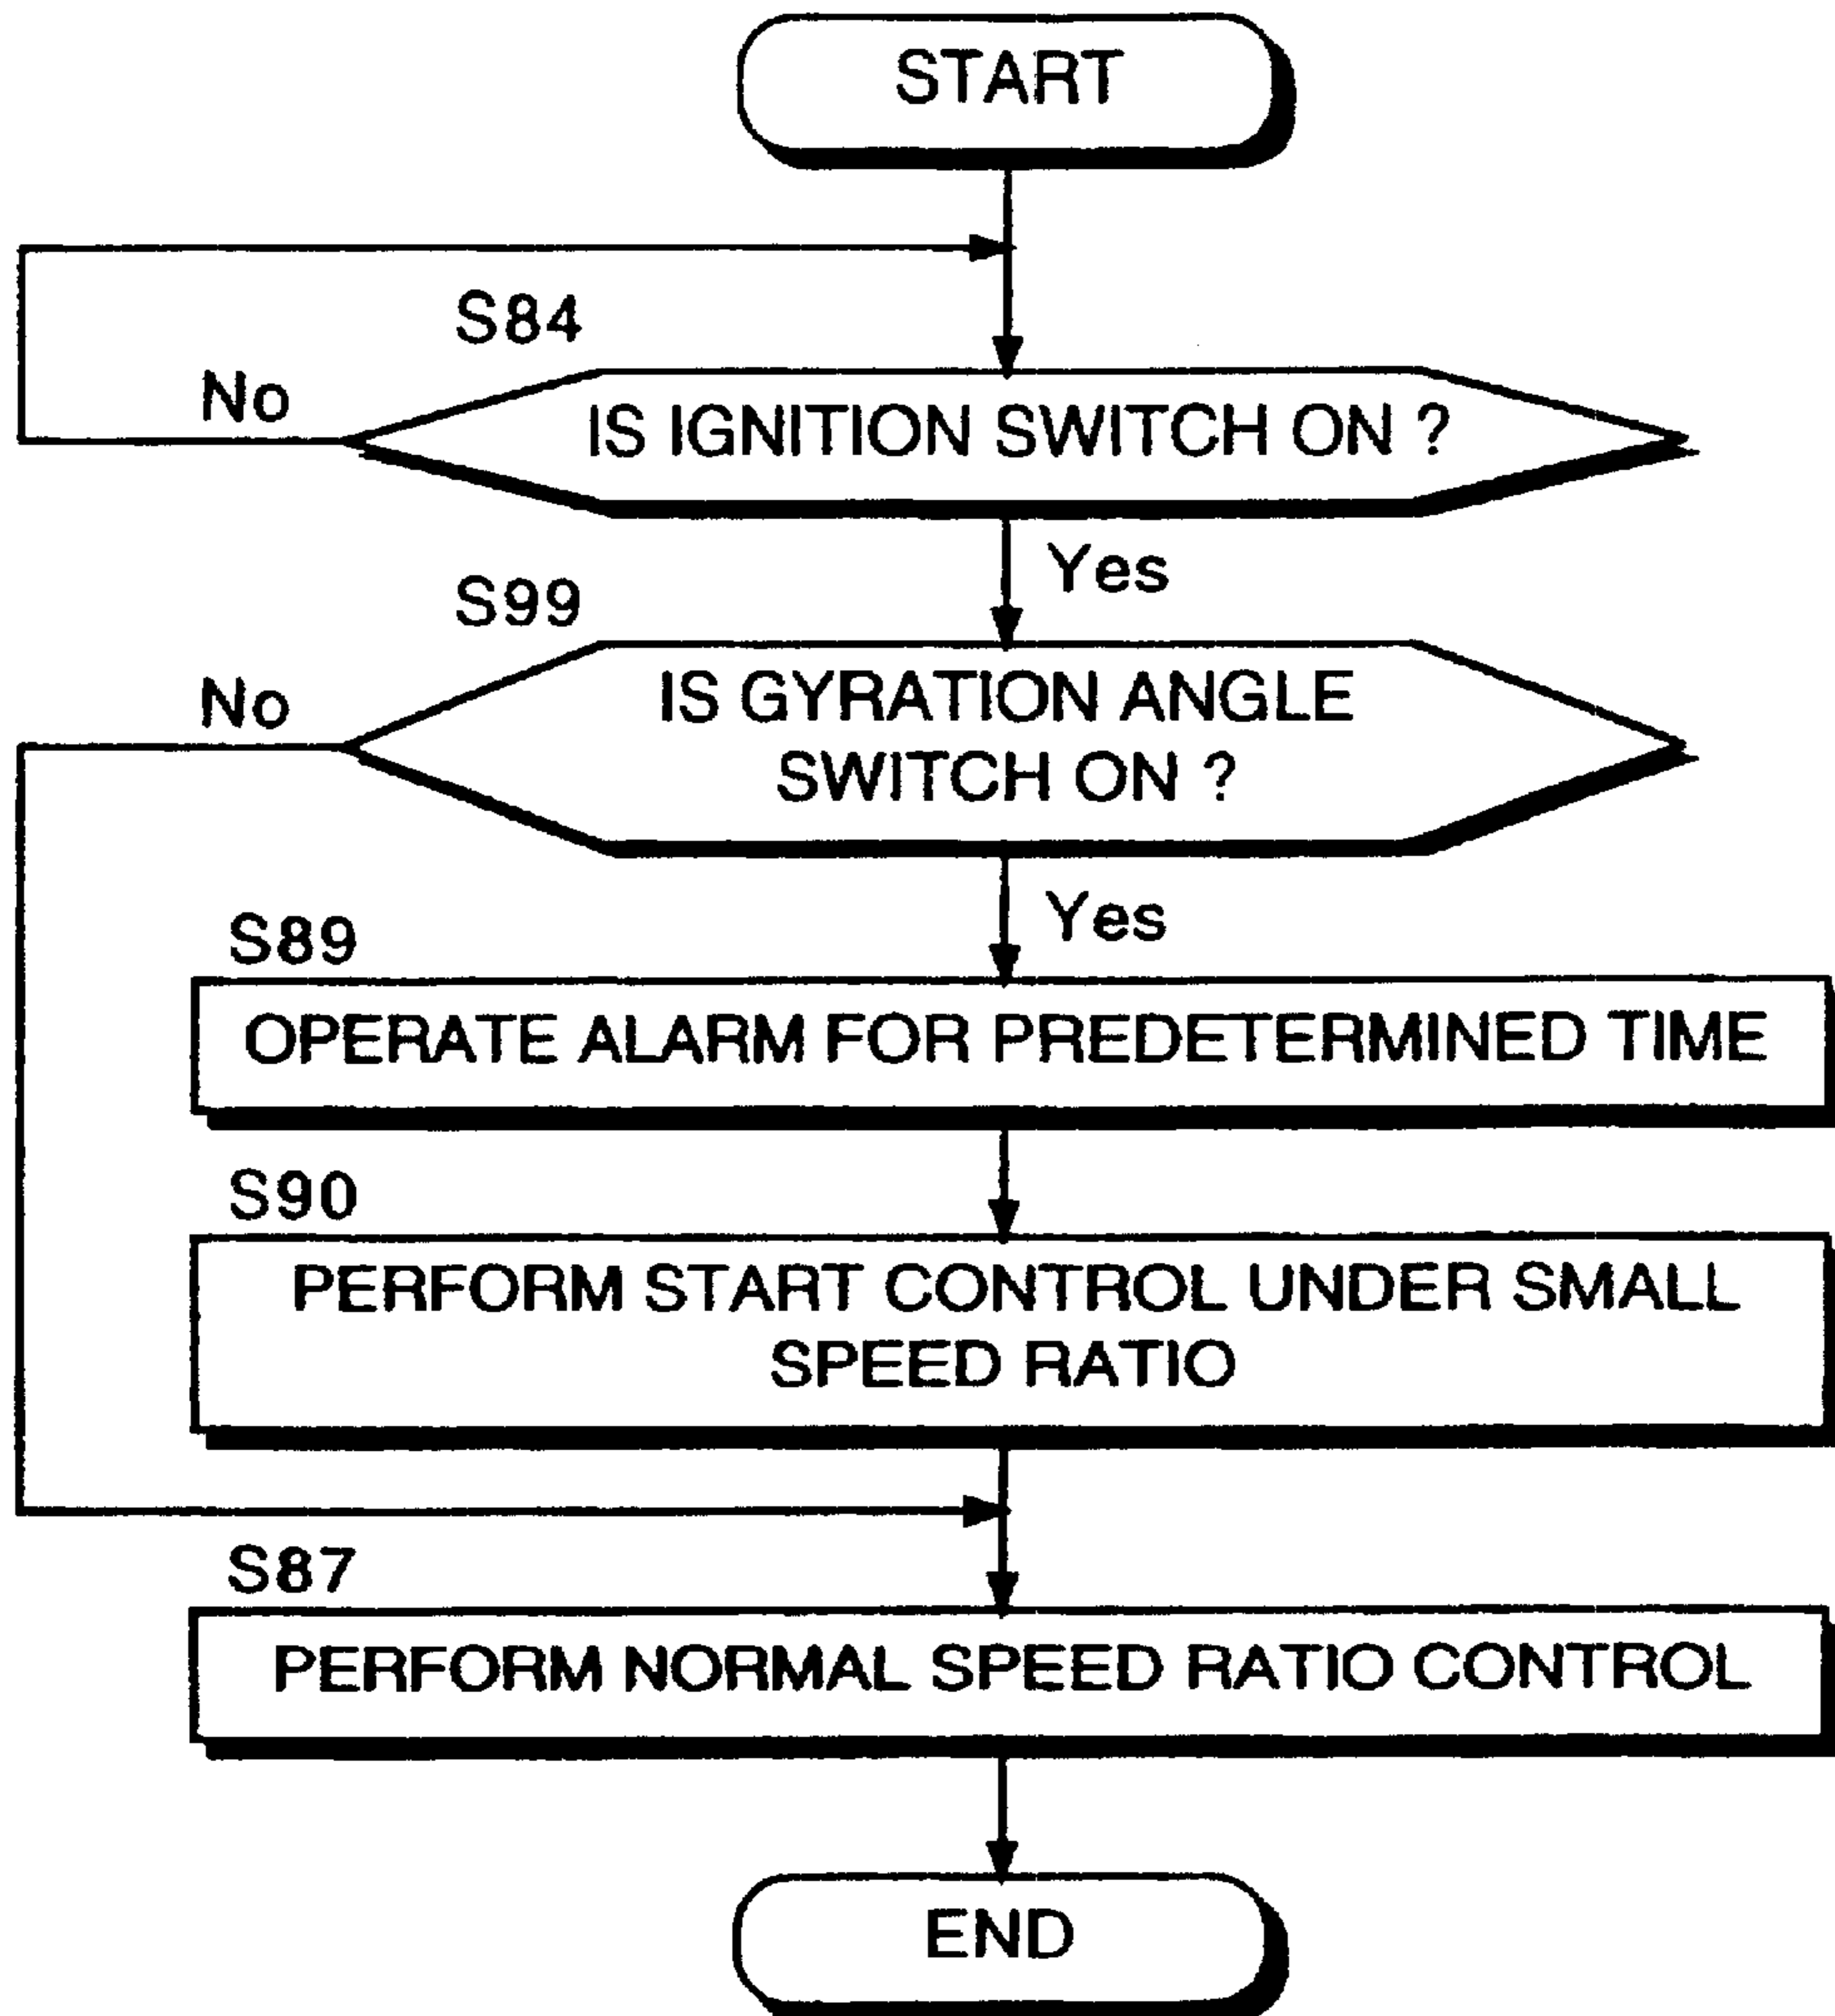 START
S84
No
IS IGNITION SWITCH ON ?
Yes
S99
No
IS GYRATION ANGLE
SWITCH ON ?
Yes
S89
OPERATE ALARM FOR PREDETERMINED TIME
S90
PERFORM START CONTROL UNDER SMALL
SPEED RATIO
S87
PERFORM NORMAL SPEED RATIO CONTROL
END